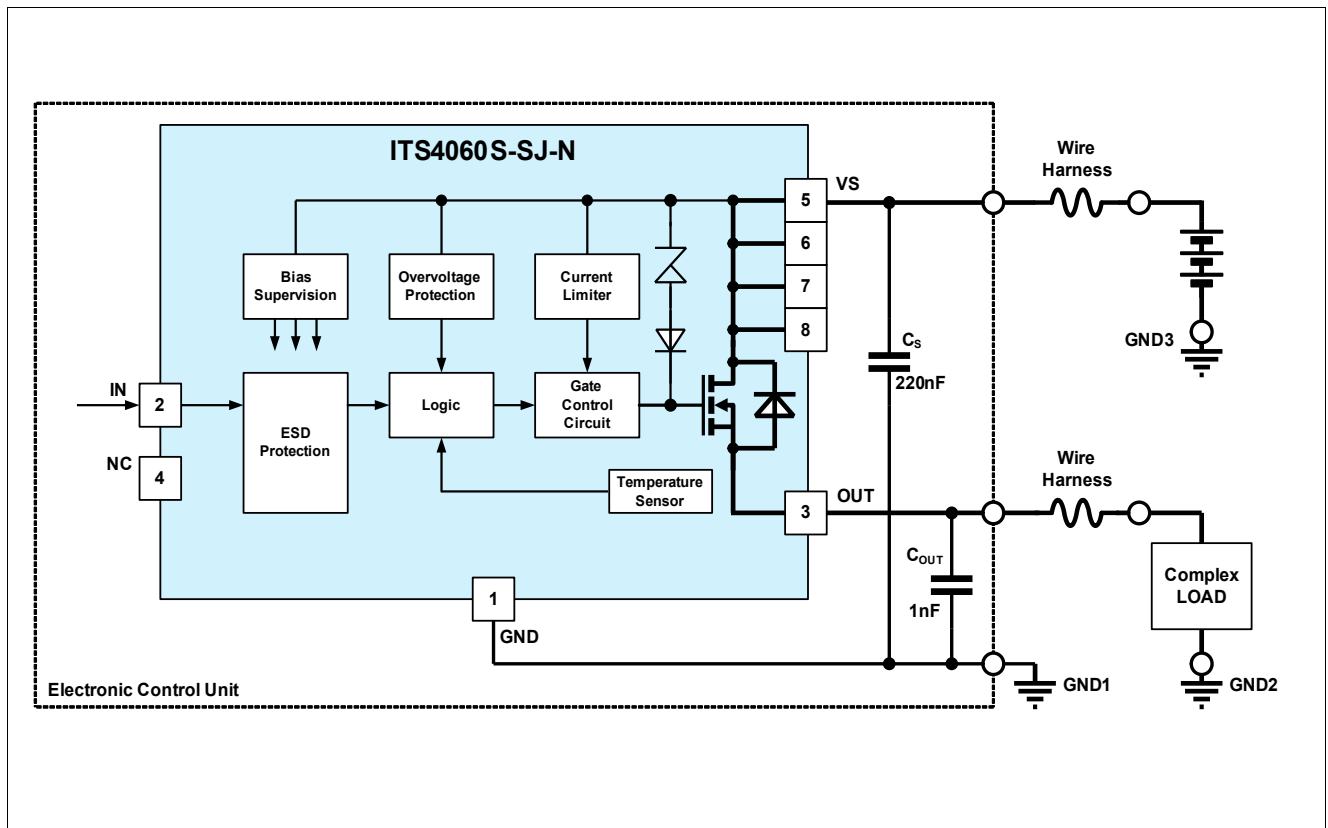 ITS4060S-SJ-N
VS
5
6
7
8
Wire
Harness
Bias
Supervision
Overvoltage
Protection
Current
Limiter
CS
220nF
GND3
IN
2
NC
4
ESD
Protection
Logic
Gate
Control
Circuit
Temperature
Sensor
3
OUT
Wire
Harness
COUT
1nF
Complex
LOAD
1
GND
GND1
GND2
Electronic Control Unit